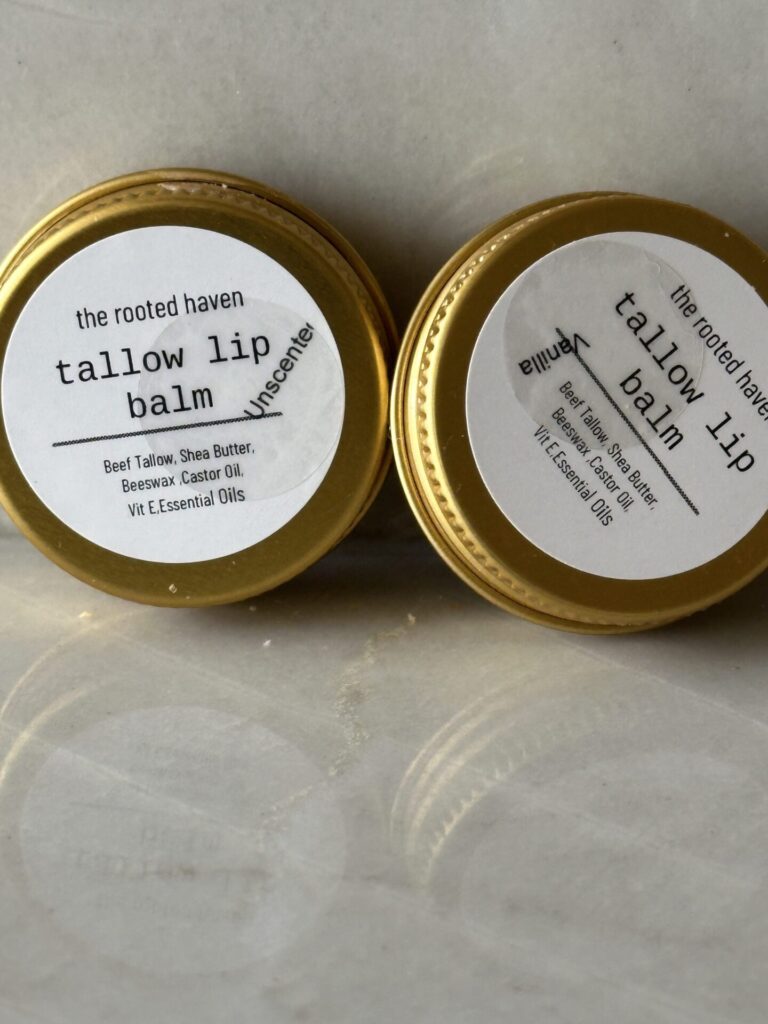 the rooted haven
tallow lip
balm
Unscenter
Beef Tallow, Shea Butter,
Beeswax ,Castor Oil,
Vit E,Essential Oils
the rooted haven
tallow lip
balm
Vanilla
Beef Tallow, Shea Butter,
Beeswax ,Castor Oil,
Vit E,Essential Oils